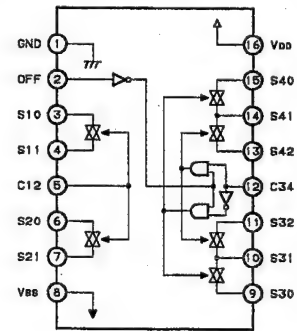 GND 1
OFF 2
S10 3
S11 4
C12 5
S20 6
S21 7
VSS 8
16 VDD
15 S40
14 S41
13 S42
12 C34
11 S32
10 S31
9 S30